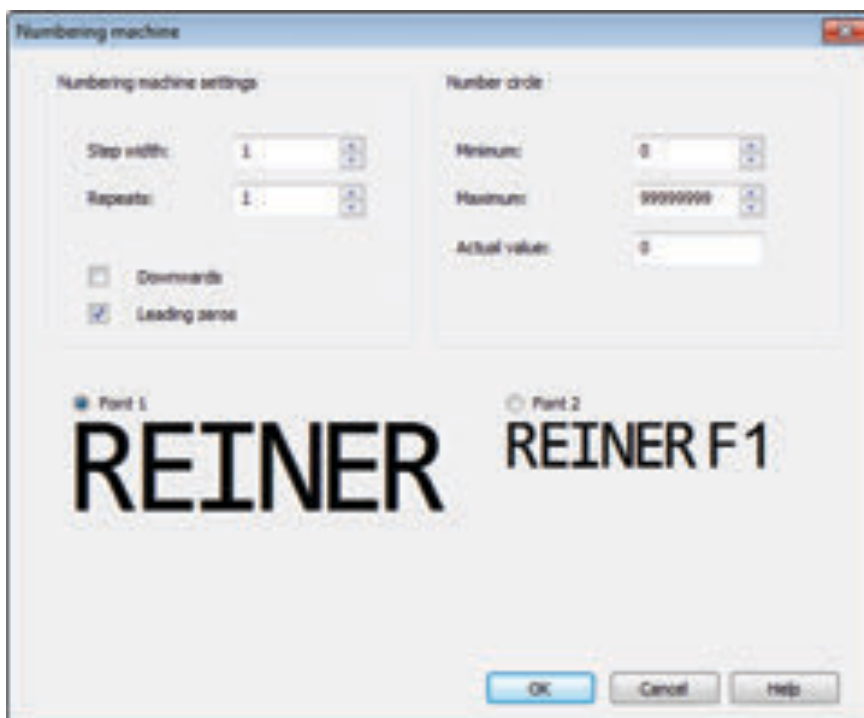 Numbering machine
Numbering machine settings
Step width: 1
Repeats: 1
Downwards
Leading zeros
Number circle
Minimum: 0
Maximum: 99999999
Actual value: 0
Font 1
REINER
Font 2
REINER F1
OK
Cancel
Help